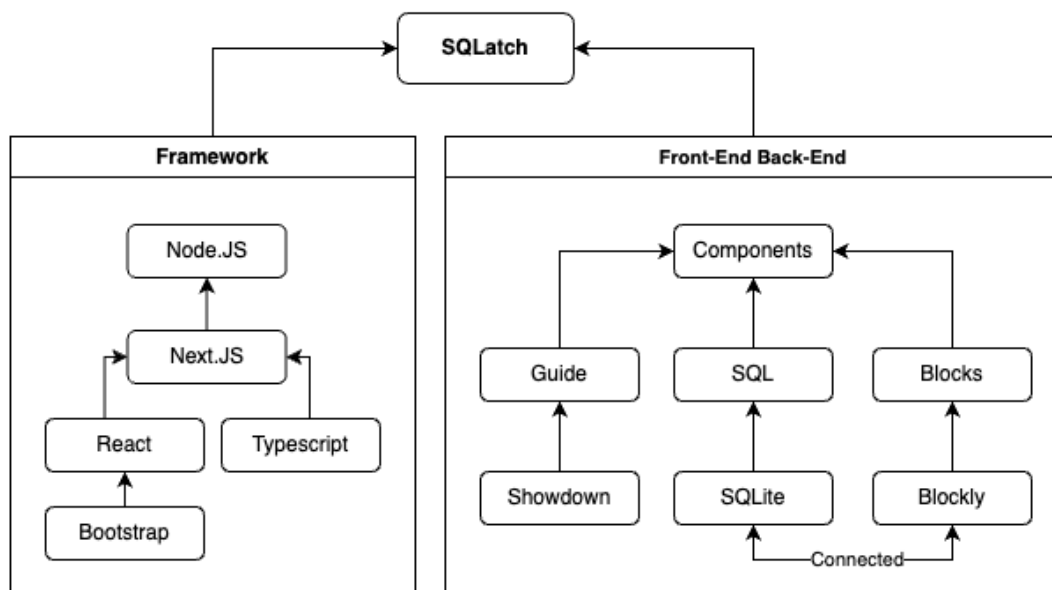 SQLatch
Framework
Node.JS
Next.JS
React
Typescript
Bootstrap
Front-End Back-End
Components
Guide
SQL
Blocks
Showdown
SQLite
Blockly
Connected